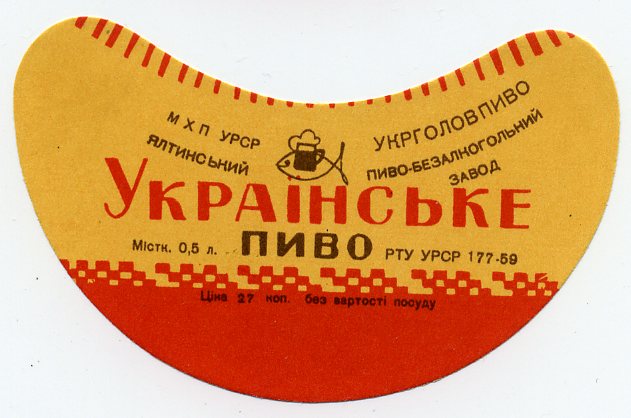 МХП УРСР УКРГОЛОВПИВО
ЯЛТИНСЬКИЙ ПИВО-БЕЗАЛКОГОЛЬНИЙ
ЗАВОД
УКРАЇНСЬКЕ
Містк. 0,5 л. ПИВО РТУ УРСР 177-59
Ціна 27 коп. без вартості посуду